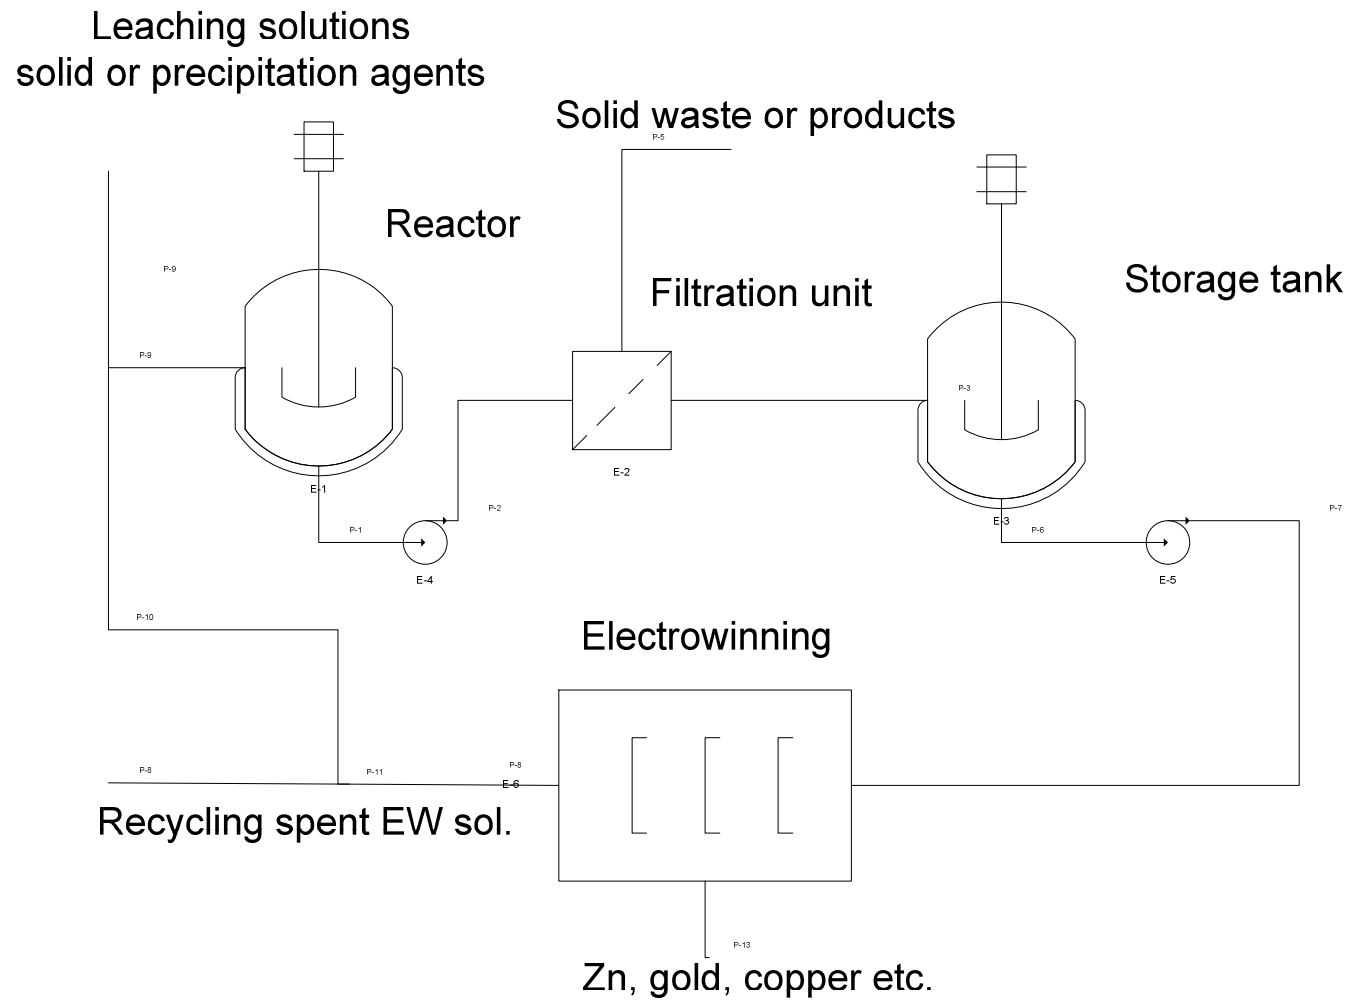 Leaching solutions
solid or precipitation agents
Solid waste or products
P-5
Reactor
P-9
Filtration unit
Storage tank
P-9
P-3
E-2
E-1
P-2
P-7
E-3
P-1
P-6
E-4
E-5
P-10
Electrowinning
P-8
P-11
P-8
E-6
Recycling spent EW sol.
P-13
Zn, gold, copper etc.